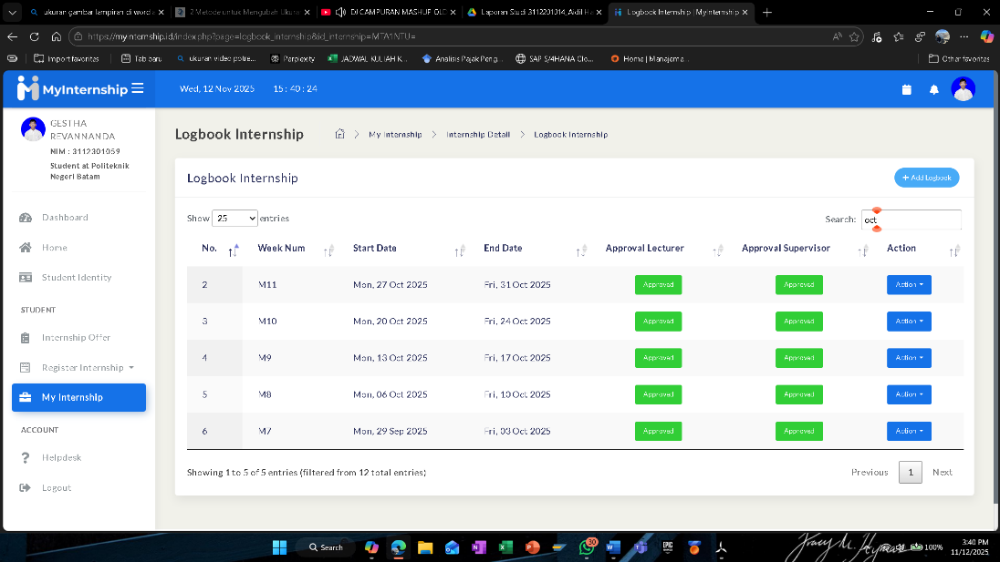 ukuran gambar lampiran di word a
2 Metode untuk Mengubah Ukura
DJ CAMPURAN MASHUP OLD
Laporan Studi 3112201014_Aidil Ha
Logbook Internship | MyInternship
https://myinternship.id/index.php?page=logbook_internship&id_internship=MTA1NTU=
Import favorites
Tab baru
ukuran video potre...
Perplexity
JADWAL KULIAH K...
Analisis Pajak Peng...
SAP S/4HANA Clo...
Home | Manajema...
Other favorites
MyInternship
Wed, 12 Nov 2025
15 : 40 : 24
GESTHA
REVANNANDA
NIM : 3112301059
Student at Politeknik
Negeri Batam
Dashboard
Home
Student Identity
STUDENT
Internship Offer
Register Internship
My Internship
ACCOUNT
Helpdesk
Logout
Logbook Internship
My Internship
Internship Detail
Logbook Internship
Logbook Internship
+ Add Logbook
Show 25 entries
Search: oct
No. Week Num Start Date End Date Approval Lecturer Approval Supervisor Action
2 M11 Mon, 27 Oct 2025 Fri, 31 Oct 2025 Approved Approved Action
3 M10 Mon, 20 Oct 2025 Fri, 24 Oct 2025 Approved Approved Action
4 M9 Mon, 13 Oct 2025 Fri, 17 Oct 2025 Approved Approved Action
5 M8 Mon, 06 Oct 2025 Fri, 10 Oct 2025 Approved Approved Action
6 M7 Mon, 29 Sep 2025 Fri, 03 Oct 2025 Approved Approved Action
Showing 1 to 5 of 5 entries (filtered from 12 total entries)
Previous 1 Next
Search
30
EPIC
GAMES
100%
3:40 PM
11/12/2025